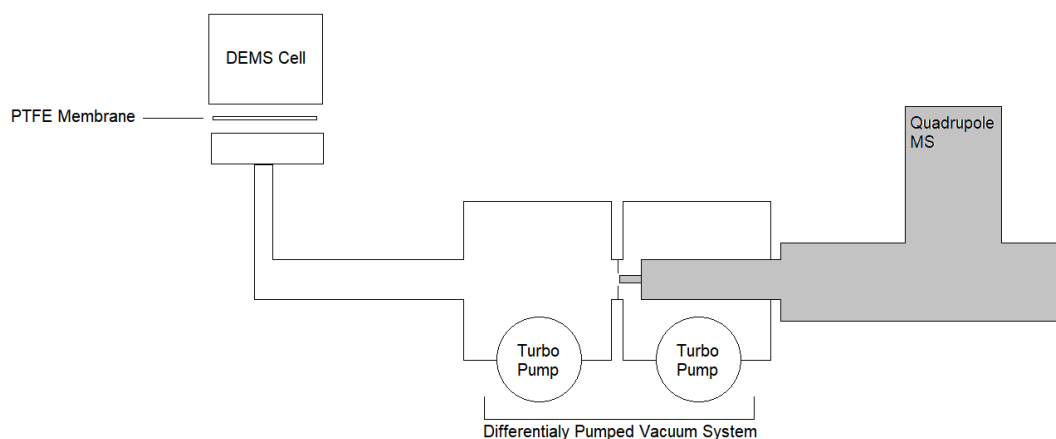 DEMS Cell
PTFE Membrane
Quadrupole
MS
Turbo
Pump
Turbo
Pump
Differentialy Pumped Vacuum System